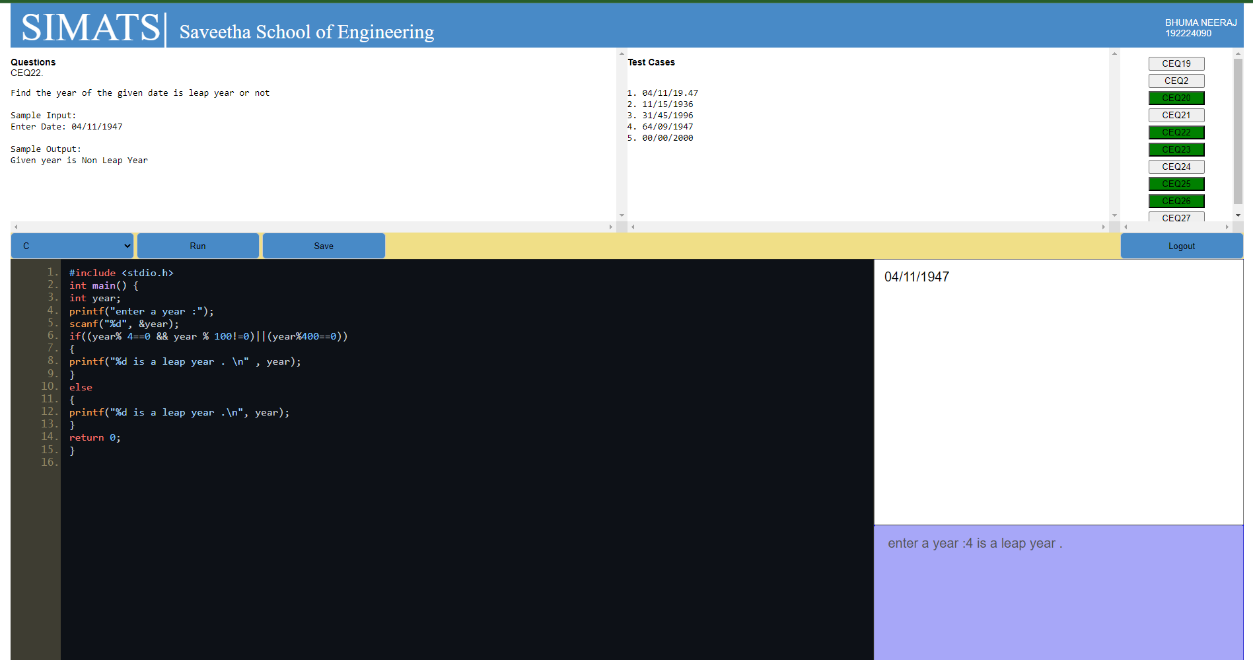 SIMATS
Saveetha School of Engineering
BHUMA NEERAJ
192224090
Questions
CEQ22.
Find the year of the given date is leap year or not
Sample Input:
Enter Date: 04/11/1947
Sample Output:
Given year is Non Leap Year
Test Cases
1. 04/11/19.47
2. 11/15/1936
3. 31/45/1996
4. 64/09/1947
5. 00/00/2000
CEQ19
CEQ2
CEQ20
CEQ21
CEQ22
CEQ23
CEQ24
CEQ25
CEQ26
CEQ27
C
Run
Save
Logout
1. #include <stdio.h>
2. int main() {
3. int year;
4. printf("enter a year :");
5. scanf("%d", &year);
6. if((year% 4==0 && year % 100!=0)||(year%400==0))
7. {
8. printf("%d is a leap year . \n" , year);
9. }
10. else
11. {
12. printf("%d is a leap year .\n", year);
13. }
14. return 0;
15. }
16.
04/11/1947
enter a year :4 is a leap year .